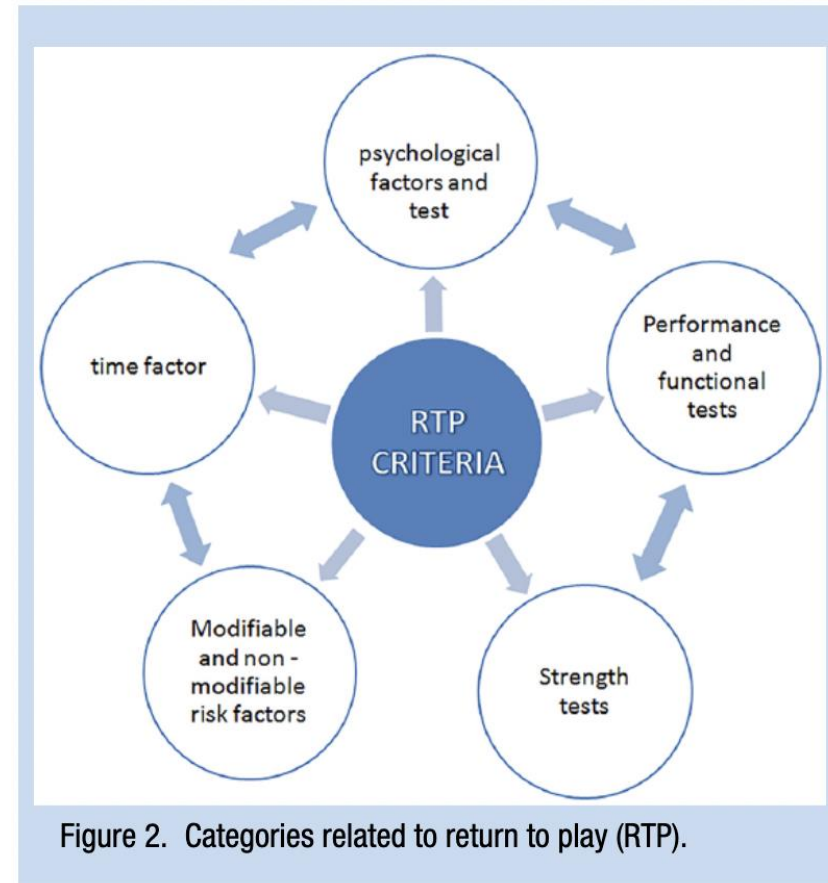 psychological
factors and
test
time factor
Performance
and
functional
tests
RTP
CRITERIA
Modifiable
and non -
modifiable
risk factors
Strength
tests
Figure 2. Categories related to return to play (RTP).